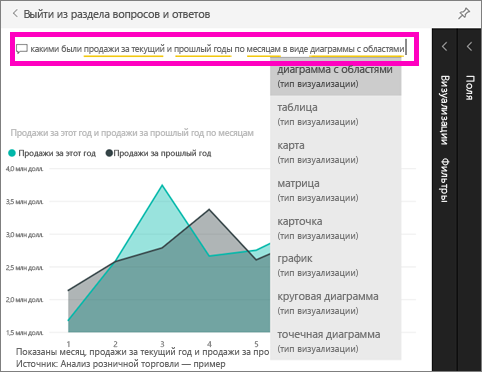 Выйти из раздела вопросов и ответов
какими были продажи за текущий и прошлый годы по месяцам в виде диаграммы с областями
диаграмма с областями
(тип визуализации)
таблица
(тип визуализации)
карта
(тип визуализации)
матрица
(тип визуализации)
карточка
(тип визуализации)
график
(тип визуализации)
круговая диаграмма
(тип визуализации)
точечная диаграмма
(тип визуализации)
Продажи за этот год и продажи за прошлый год по месяцам
Продажи за этот год Продажи за прошлый год
4,0 млн долл.
3,5 млн долл.
3,0 млн долл.
2,5 млн долл.
2,0 млн долл.
1,5 млн долл.
1 2 3 4 5
Показаны месяц, продажи за текущий год и продажи за про
Источник: Анализ розничной торговли — пример
Визуализации
Фильтры
Поля